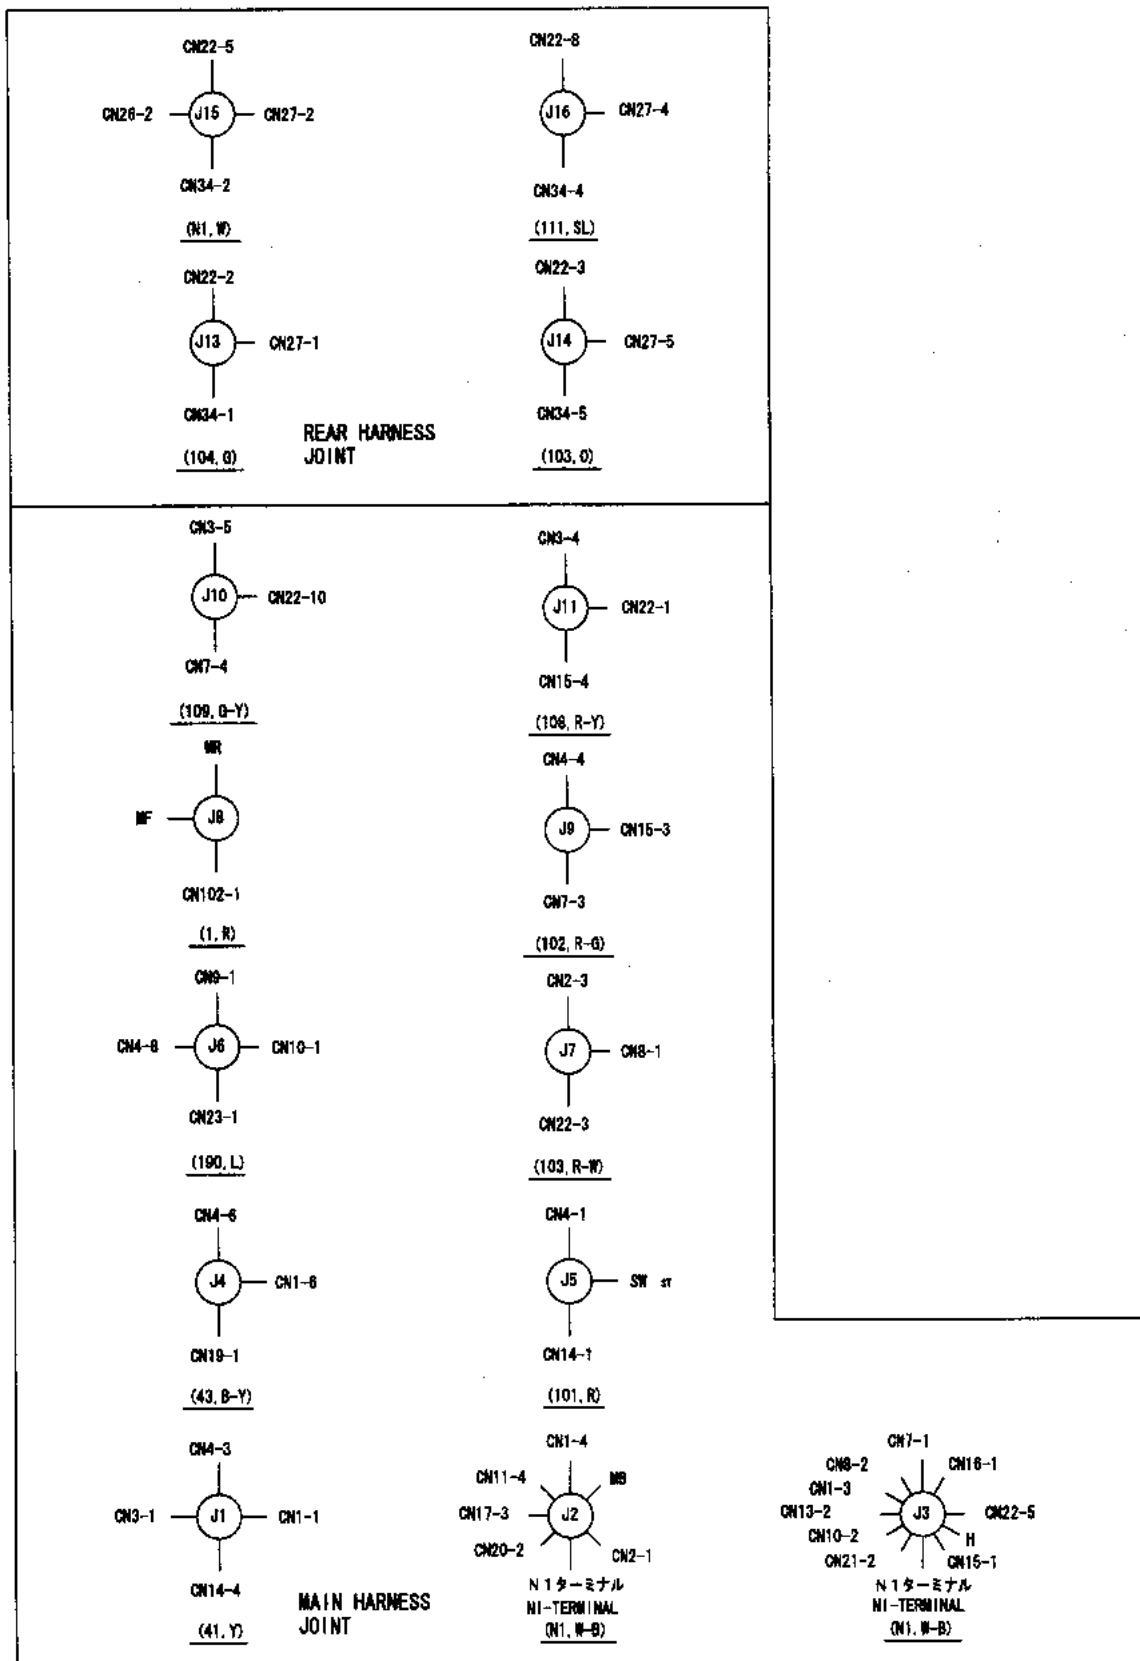 CN22-5
CN26-2 J15 CN27-2
CN34-2
(N1, W)
CN22-8
J16 CN27-4
CN34-4
(111, SL)
CN22-2
J13 CN27-1
CN34-1
(104, G)
CN22-3
J14 CN27-5
CN34-5
(103, O)
REAR HARNESS
JOINT
CN3-5
J10 CN22-10
CN7-4
(109, G-Y)
CN3-4
J11 CN22-1
CN15-4
(108, R-Y)
MR
MF J8
CN102-1
(1, R)
CN4-4
J9 CN15-3
CN7-3
(102, R-G)
CN9-1
CN4-8 J6 CN10-1
CN23-1
(190, L)
CN2-3
J7 CN8-1
CN22-3
(103, R-W)
CN4-6
J4 CN1-6
CN19-1
(43, B-Y)
CN4-1
J5 SW ST
CN14-1
(101, R)
CN4-3
CN3-1 J1 CN1-1
CN14-4
(41, Y)
MAIN HARNESS
JOINT
CN1-4
CN11-4 MB
CN17-3 J2
CN20-2 CN2-1
N1ターミナル
NI-TERMINAL
(N1, W-B)
CN7-1
CN8-2 CN16-1
CN1-3
CN13-2 J3 CN22-5
CN10-2 H
CN21-2 CN15-1
N1ターミナル
NI-TERMINAL
(N1, W-B)